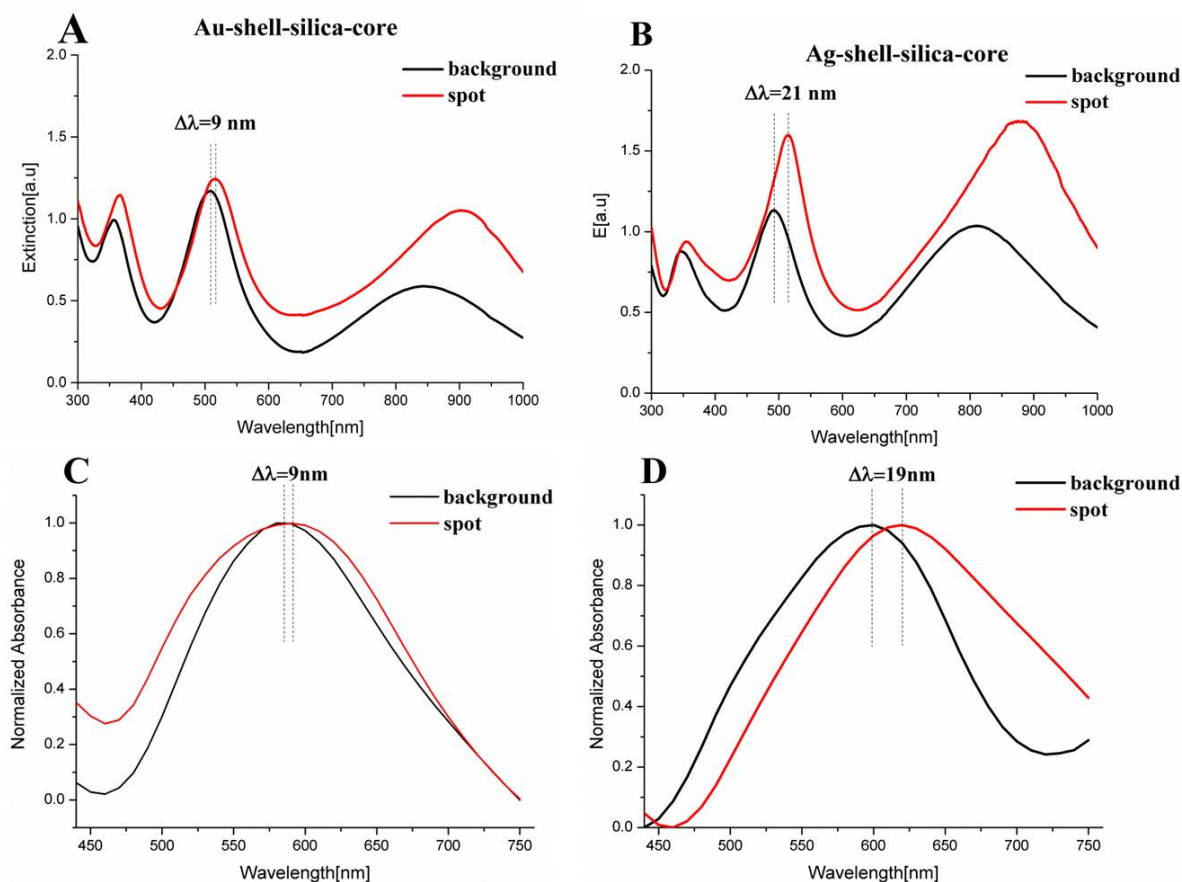 A
Au-shell-silica-core
background
spot
Δλ=9 nm
Extinction[a.u]
2.0
1.5
1.0
0.5
0.0
300 400 500 600 700 800 900 1000
Wavelength[nm]
B
Ag-shell-silica-core
background
spot
Δλ=21 nm
E[a.u]
2.0
1.5
1.0
0.5
0.0
300 400 500 600 700 800 900 1000
Wavelength[nm]
C
Δλ=9nm
background
spot
Normalized Absorbance
1.0
0.8
0.6
0.4
0.2
0.0
450 500 550 600 650 700 750
Wavelength[nm]
D
Δλ=19nm
background
spot
Normalized Absorbance
1.0
0.8
0.6
0.4
0.2
0.0
450 500 550 600 650 700 750
Wavelength[nm]